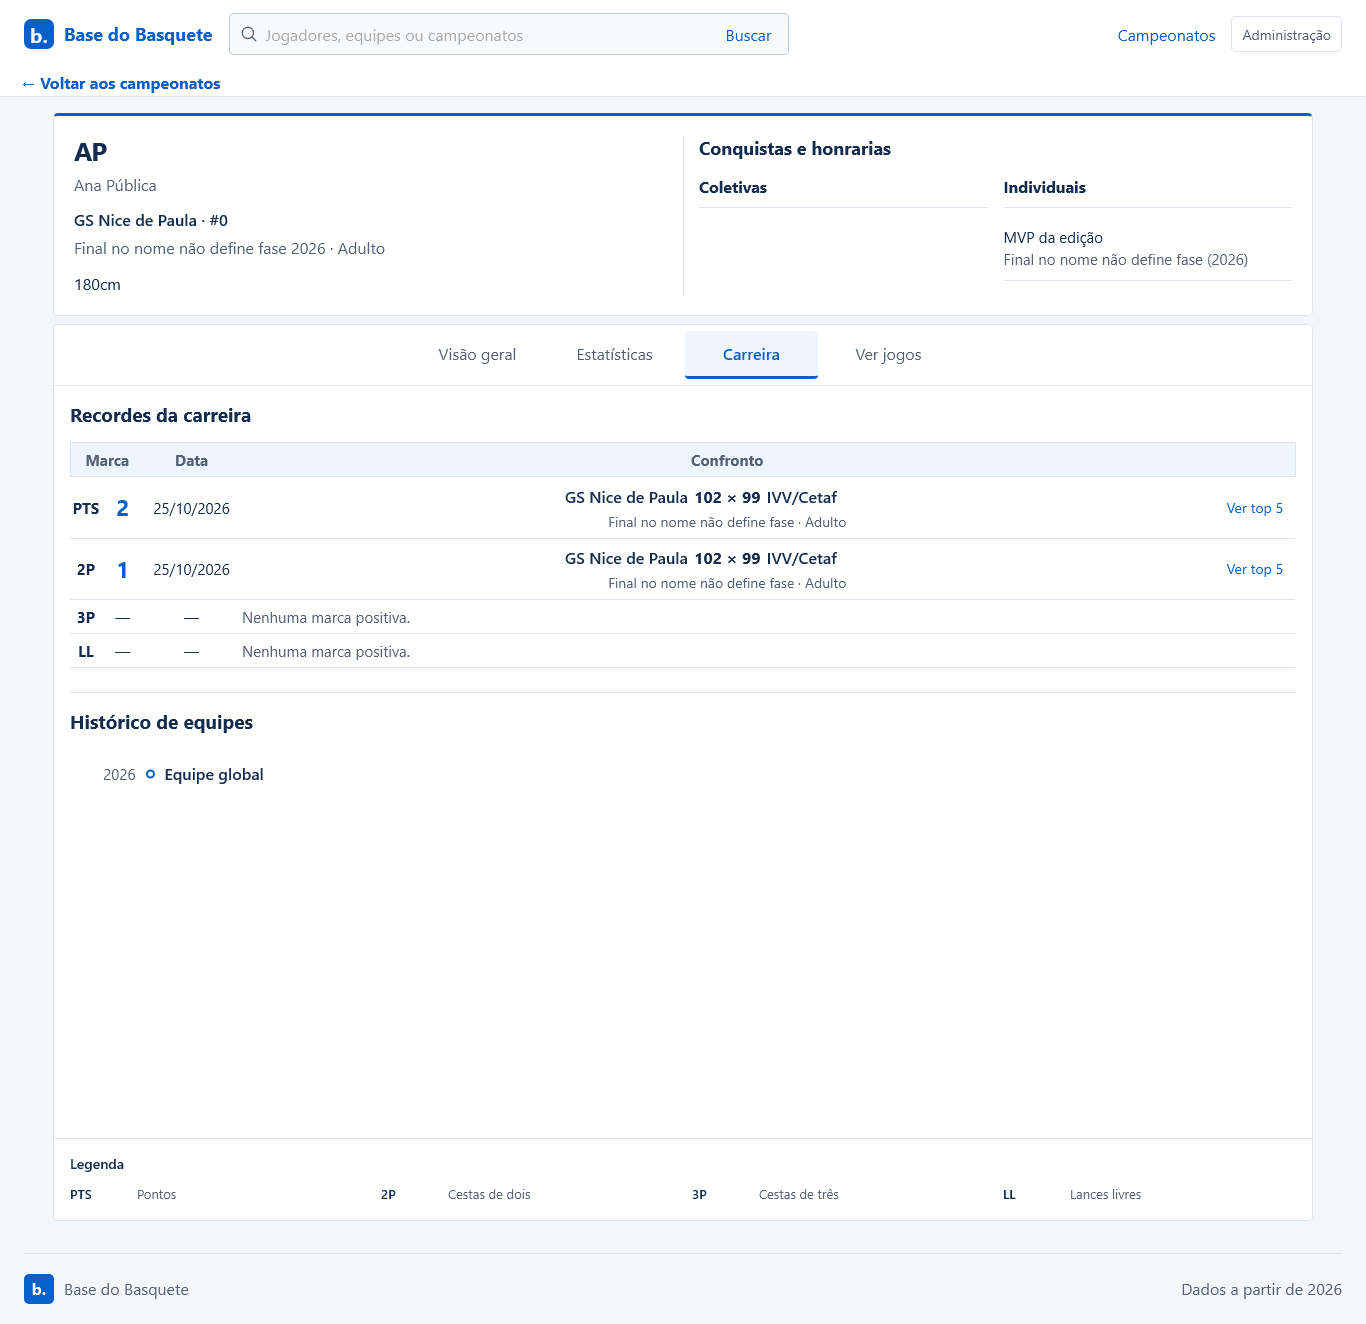 b. Base do Basquete
Jogadores, equipes ou campeonatos
Buscar
Campeonatos
Administração
← Voltar aos campeonatos
AP
Ana Pública
GS Nice de Paula · #0
Final no nome não define fase 2026 · Adulto
180cm
Conquistas e honrarias
Coletivas
Individuais
MVP da edição
Final no nome não define fase (2026)
Visão geral
Estatísticas
Carreira
Ver jogos
Recordes da carreira
Marca Data Confronto
PTS 2 25/10/2026 GS Nice de Paula 102 × 99 IVV/Cetaf Ver top 5
Final no nome não define fase · Adulto
2P 1 25/10/2026 GS Nice de Paula 102 × 99 IVV/Cetaf Ver top 5
Final no nome não define fase · Adulto
3P — — Nenhuma marca positiva.
LL — — Nenhuma marca positiva.
Histórico de equipes
2026 Equipe global
Legenda
PTS Pontos 2P Cestas de dois 3P Cestas de três LL Lances livres
b. Base do Basquete
Dados a partir de 2026